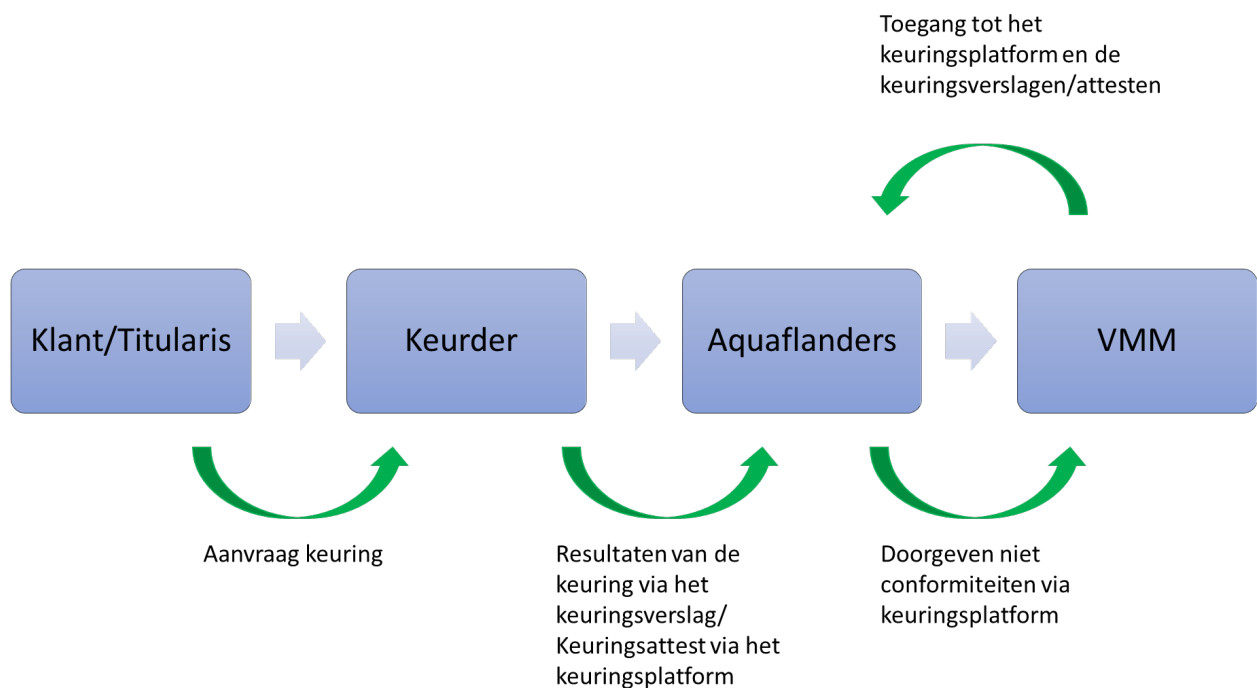 Toegang tot het
keuringsplatform en de
keuringsverslagen/attesten
Klant/Titularis
Keurder
Aquaflanders
VMM
Aanvraag keuring
Resultaten van de
keuring via het
keuringsverslag/
Keuringsattest via het
keuringsplatform
Doorgeven niet
conformiteiten via
keuringsplatform